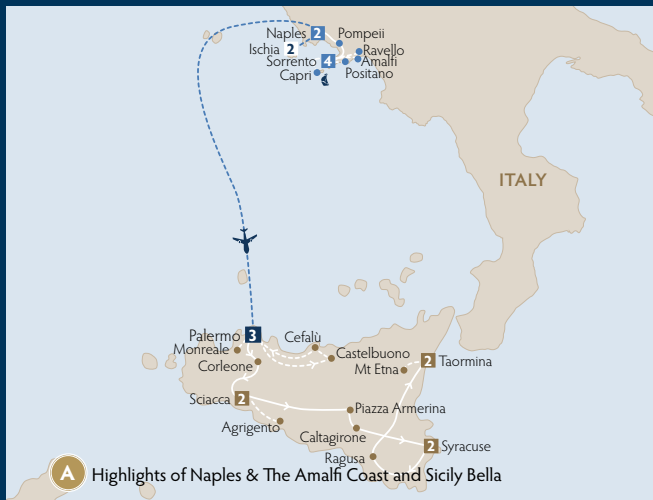 Naples 2 Pompeii
Ischia 2
Ravello
Sorrento 4 Amalfi
Capri Positano
ITALY
Palermo 3
Monreale
Cefalù
Castelbuono
Corleone
Mt Etna 2 Taormina
Sciacca 2
Piazza Armerina
Agrigento
Caltagirone
2 Syracuse
Ragusa
A Highlights of Naples & The Amalfi Coast and Sicily Bella